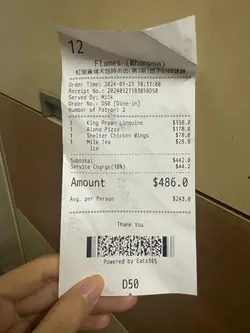 12
Flames (Whampoa)
Order Time: 2024-01-21 18:51:00
Served By: Milk
Order No.: D50 [Dine-in]
Number of Patron: 2
1 King Prawn Linguine $158.0
1 Aloha Pizza $178.0
1 Shelter Chicken Wings $78.0
1 Milk Tea $28.0
Ice
Subtotal $442.0
Service Charge(10%) $44.2
Amount $486.0
Avg. per Person $243.0
Thank you
Powered by Eats365
D50